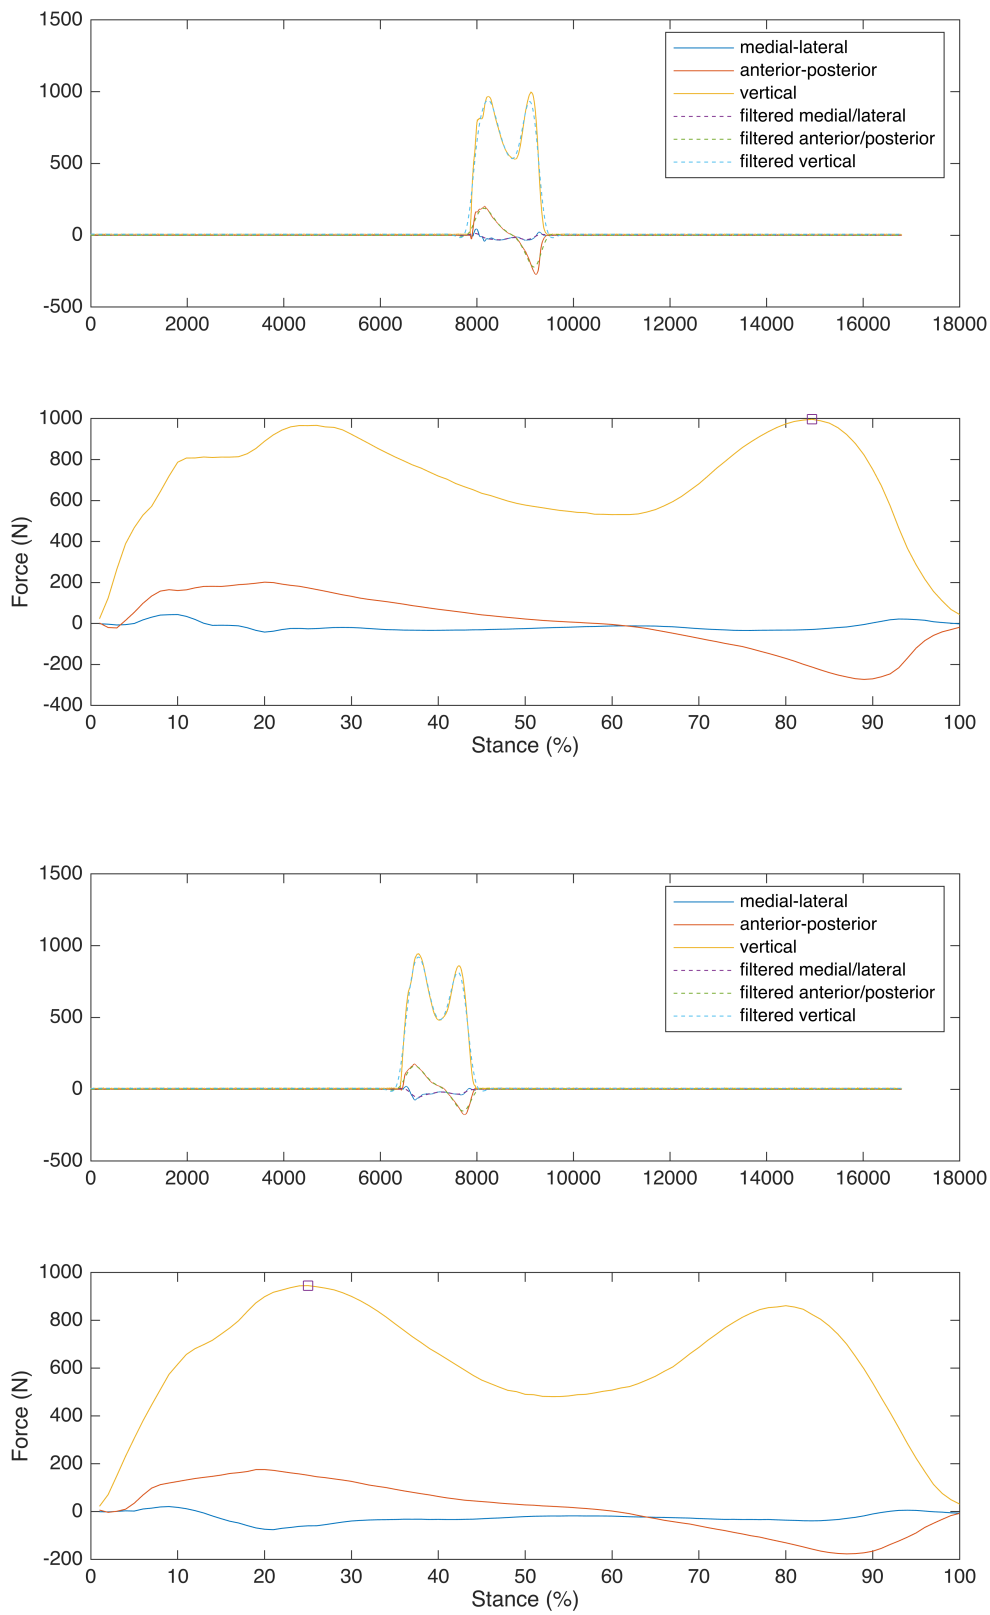 1500
1000
500
0
-500
0 2000 4000 6000 8000 10000 12000 14000 16000 18000
medial-lateral
anterior-posterior
vertical
filtered medial/lateral
filtered anterior/posterior
filtered vertical
1000
800
600
400
200
0
-200
-400
Force (N)
0 10 20 30 40 50 60 70 80 90 100
Stance (%)
1500
1000
500
0
-500
0 2000 4000 6000 8000 10000 12000 14000 16000 18000
medial-lateral
anterior-posterior
vertical
filtered medial/lateral
filtered anterior/posterior
filtered vertical
1000
800
600
400
200
0
-200
Force (N)
0 10 20 30 40 50 60 70 80 90 100
Stance (%)